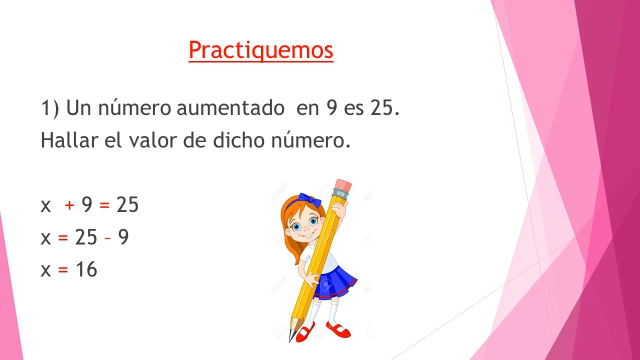 Practiquemos
1) Un número aumentado en 9 es 25.
Hallar el valor de dicho número.
x + 9 = 25
x = 25 – 9
x = 16